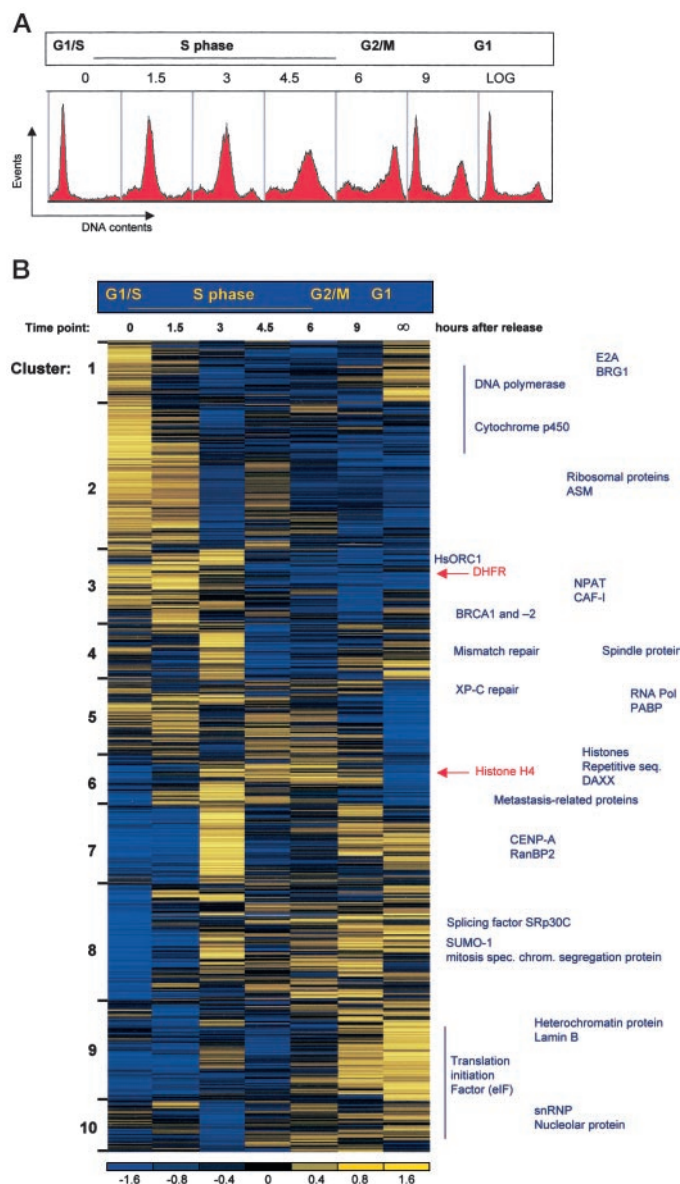 A
G1/S S phase G2/M G1
0 1.5 3 4.5 6 9 LOG
Events
DNA contents
B
G1/S S phase G2/M G1
Time point: 0 1.5 3 4.5 6 9 ∞ hours after release
Cluster:
1
2
3
4
5
6
7
8
9
10
E2A
BRG1
DNA polymerase
Cytochrome p450
Ribosomal proteins
ASM
HsORC1
DHFR
NPAT
CAF-I
BRCA1 and –2
Mismatch repair
Spindle protein
XP-C repair
RNA Pol
PABP
Histones
Repetitive seq.
DAXX
Histone H4
Metastasis-related proteins
CENP-A
RanBP2
Splicing factor SRp30C
SUMO-1
mitosis spec. chrom. segregation protein
Heterochromatin protein
Lamin B
Translation
initiation
Factor (eIF)
snRNP
Nucleolar protein
-1.6 -0.8 -0.4 0 0.4 0.8 1.6